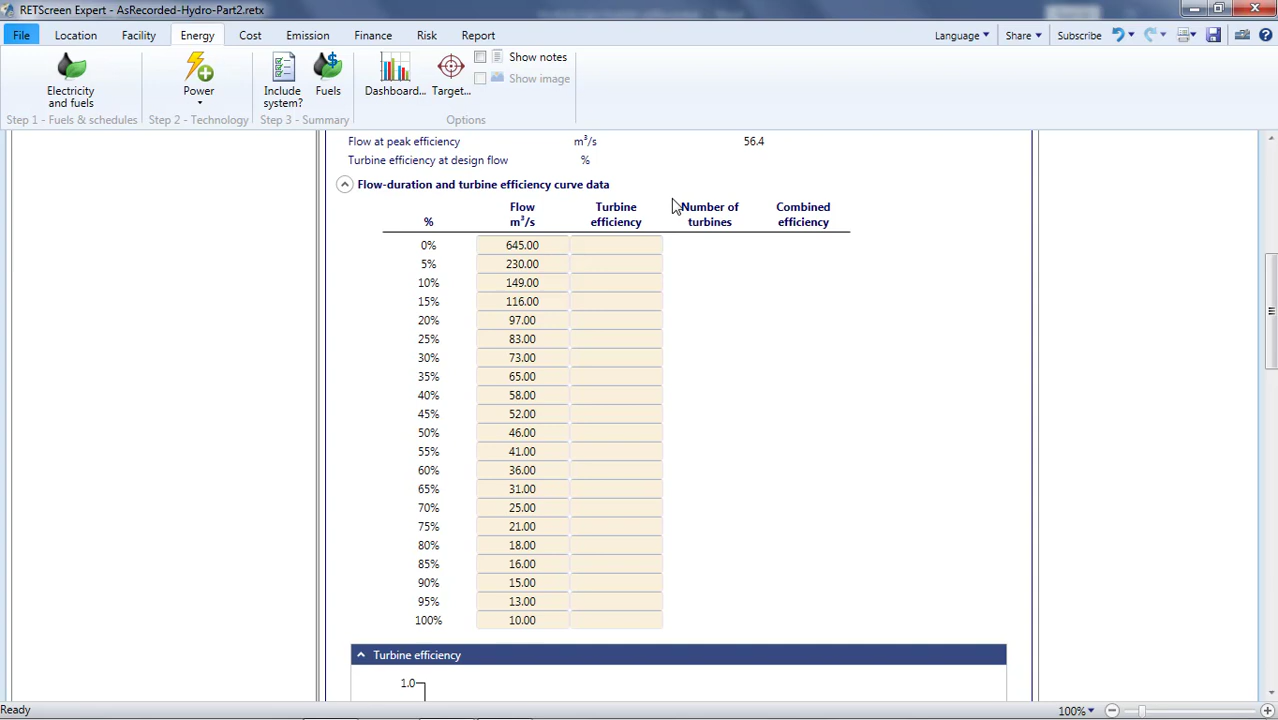 RETScreen Expert - AsRecorded-Hydro-Part2.retx
File Location Facility Energy Cost Emission Finance Risk Report Language Share Subscribe
Electricity and fuels
Power
Include system?
Fuels
Dashboard...
Target...
Show notes
Show image
Step 1 - Fuels & schedules
Step 2 - Technology
Step 3 - Summary
Options
Flow at peak efficiency m³/s 56.4
Turbine efficiency at design flow %
Flow-duration and turbine efficiency curve data
Flow Turbine Number of Combined
% m³/s efficiency turbines efficiency
0% 645.00
5% 230.00
10% 149.00
15% 116.00
20% 97.00
25% 83.00
30% 73.00
35% 65.00
40% 58.00
45% 52.00
50% 46.00
55% 41.00
60% 36.00
65% 31.00
70% 25.00
75% 21.00
80% 18.00
85% 16.00
90% 15.00
95% 13.00
100% 10.00
Turbine efficiency
1.0
Ready
100%